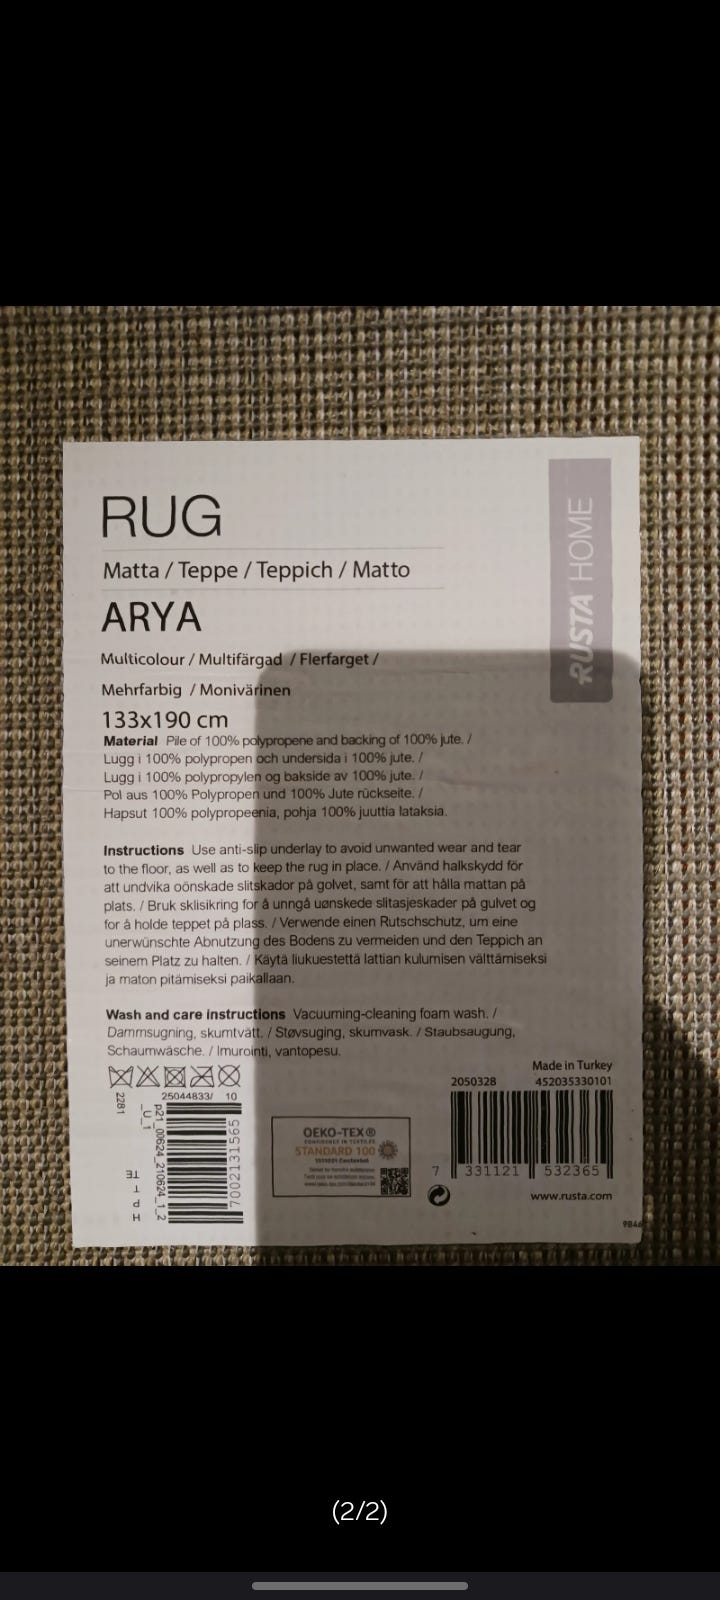 RUG
RUSTA HOME
Matta / Teppe / Teppich / Matto
ARYA
Multicolour / Multifärgad / Flerfarget /
Mehrfarbig / Monivärinen
133x190 cm
Material Pile of 100% polypropene and backing of 100% jute. /
Lugg i 100% polypropen och undersida i 100% jute. /
Lugg i 100% polypropylen og bakside av 100% jute. /
Pol aus 100% Polypropen und 100% Jute rückseite. /
Hapsut 100% polypropeenia, pohja 100% juuttia lataksia.
Instructions Use anti-slip underlay to avoid unwanted wear and tear
to the floor, as well as to keep the rug in place. / Använd halkskydd för
att undvika oönskade slitskador på golvet, samt för att hålla mattan på
plats. / Bruk sklisikring for å unngå uønskede slitasjeskader på gulvet og
for å holde teppet på plass. / Verwende einen Rutschschutz, um eine
unerwünschte Abnutzung des Bodens zu vermeiden und den Teppich an
seinem Platz zu halten. / Käytä liukuestettä lattian kulumisen välttämiseksi
ja maton pitämiseksi paikallaan.
Wash and care instructions Vacuuming-cleaning foam wash. /
Dammsugning, skumtvätt. / Støvsuging, skumvask. / Staubsaugung,
Schaumwäsche. / Imurointi, vantopesu.
Made in Turkey
2050328 452035330101
2281
25044833/ 10
p21_00624_210624_1_2
_U_1
7002131565
H P T TE
OEKO-TEX®
CONFIDENCE IN TEXTILES
STANDARD 100
7 331121 532365
www.rusta.com
9846
(2/2)